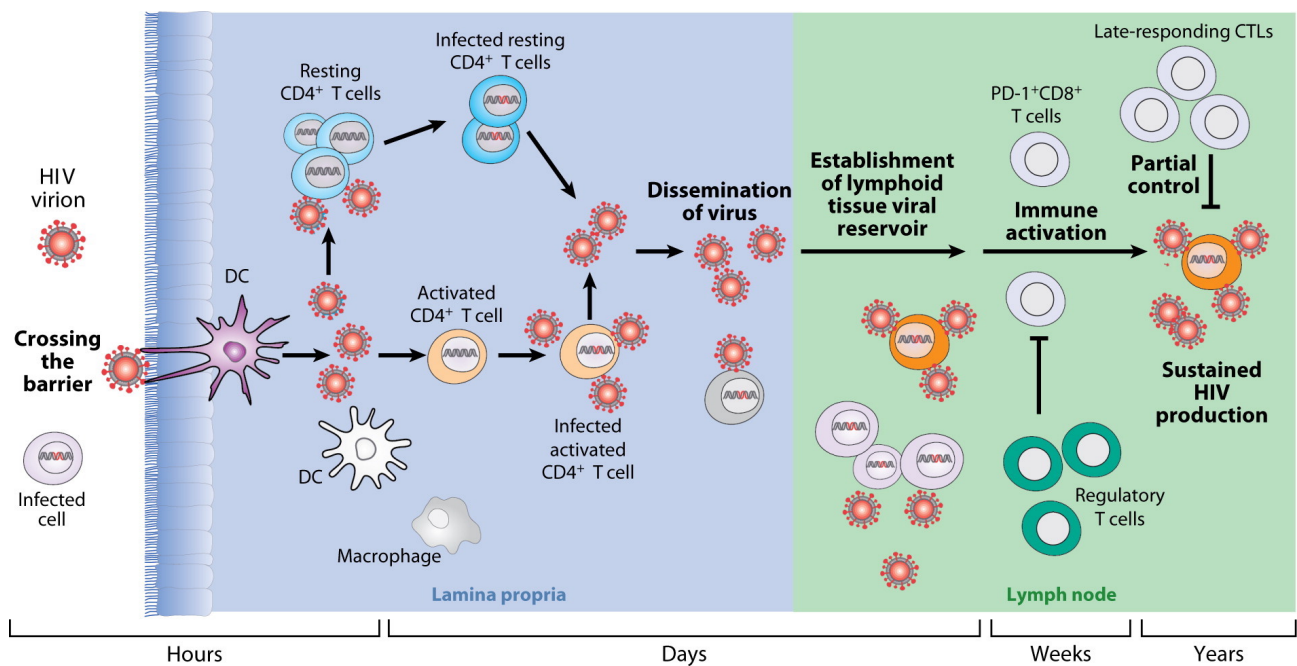 HIV
virion
Crossing
the
barrier
Infected
cell
DC
Resting
CD4⁺ T cells
Infected resting
CD4⁺ T cells
Activated
CD4⁺ T cell
DC
Macrophage
Infected
activated
CD4⁺ T cell
Dissemination
of virus
Lamina propria
Establishment
of lymphoid
tissue viral
reservoir
PD-1⁺CD8⁺
T cells
Immune
activation
Regulatory
T cells
Late-responding CTLs
Partial
control
Sustained
HIV
production
Lymph node
Hours
Days
Weeks
Years